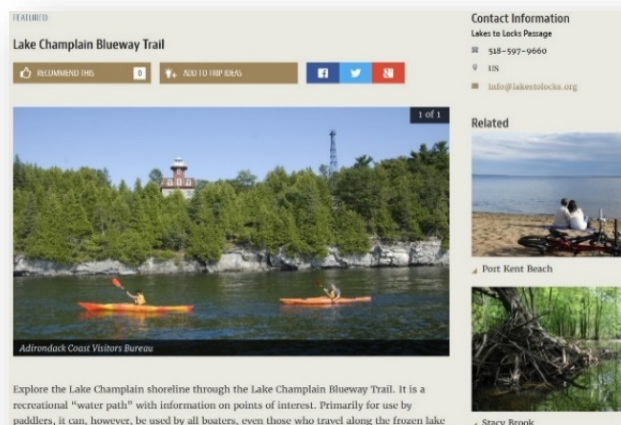 FEATURED
Lake Champlain Blueway Trail
RECOMMEND THIS 0
ADD TO TRIP IDEAS
1 of 1
Adirondack Coast Visitors Bureau
Explore the Lake Champlain shoreline through the Lake Champlain Blueway Trail. It is a
recreational “water path” with information on points of interest. Primarily for use by
paddlers, it can, however, be used by all boaters, even those who travel along the frozen lake
Contact Information
Lakes to Locks Passage
518-597-9660
US
info@lakestolocks.org
Related
Port Kent Beach
Stacy Brook